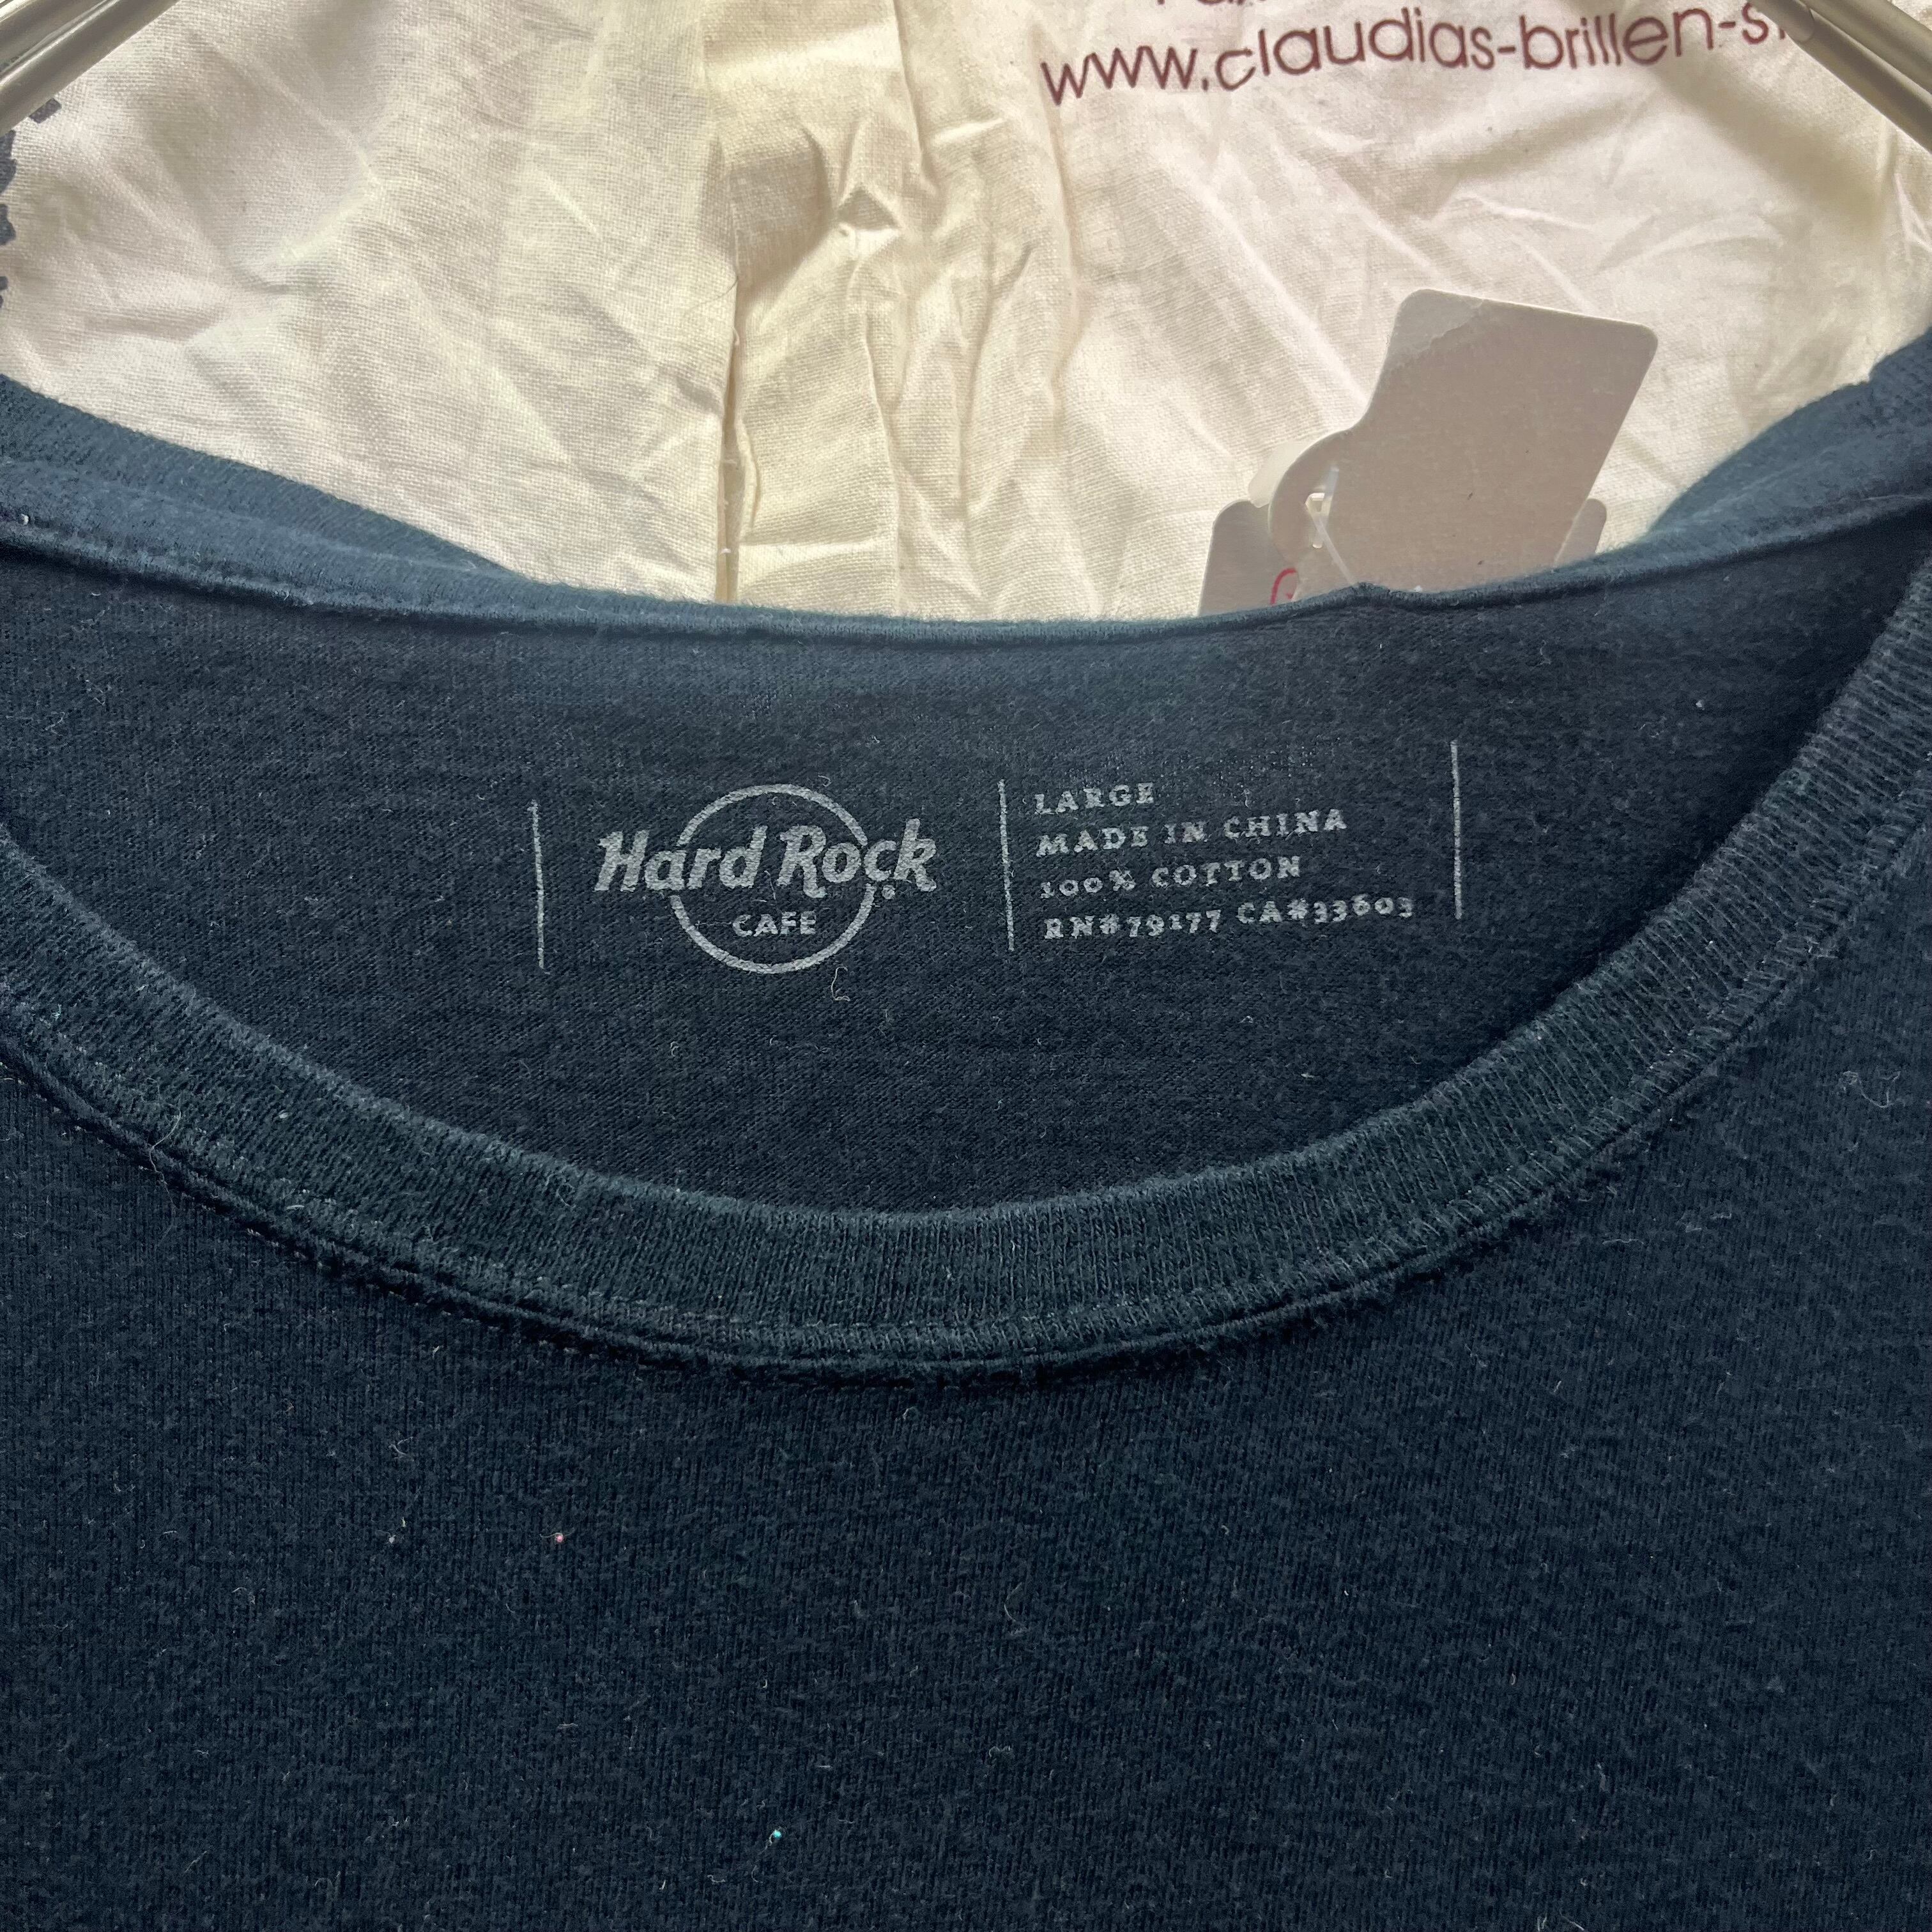 www.claudias-brillen-s
Hard Rock
CAFE
LARGE
MADE IN CHINA
100% COTTON
RN#79177 CA#33603